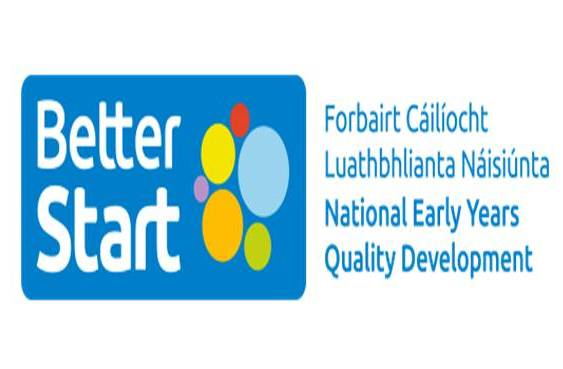 Better
Start
Forbairt Cáilíocht
Luathbhlianta Náisiúnta
National Early Years
Quality Development